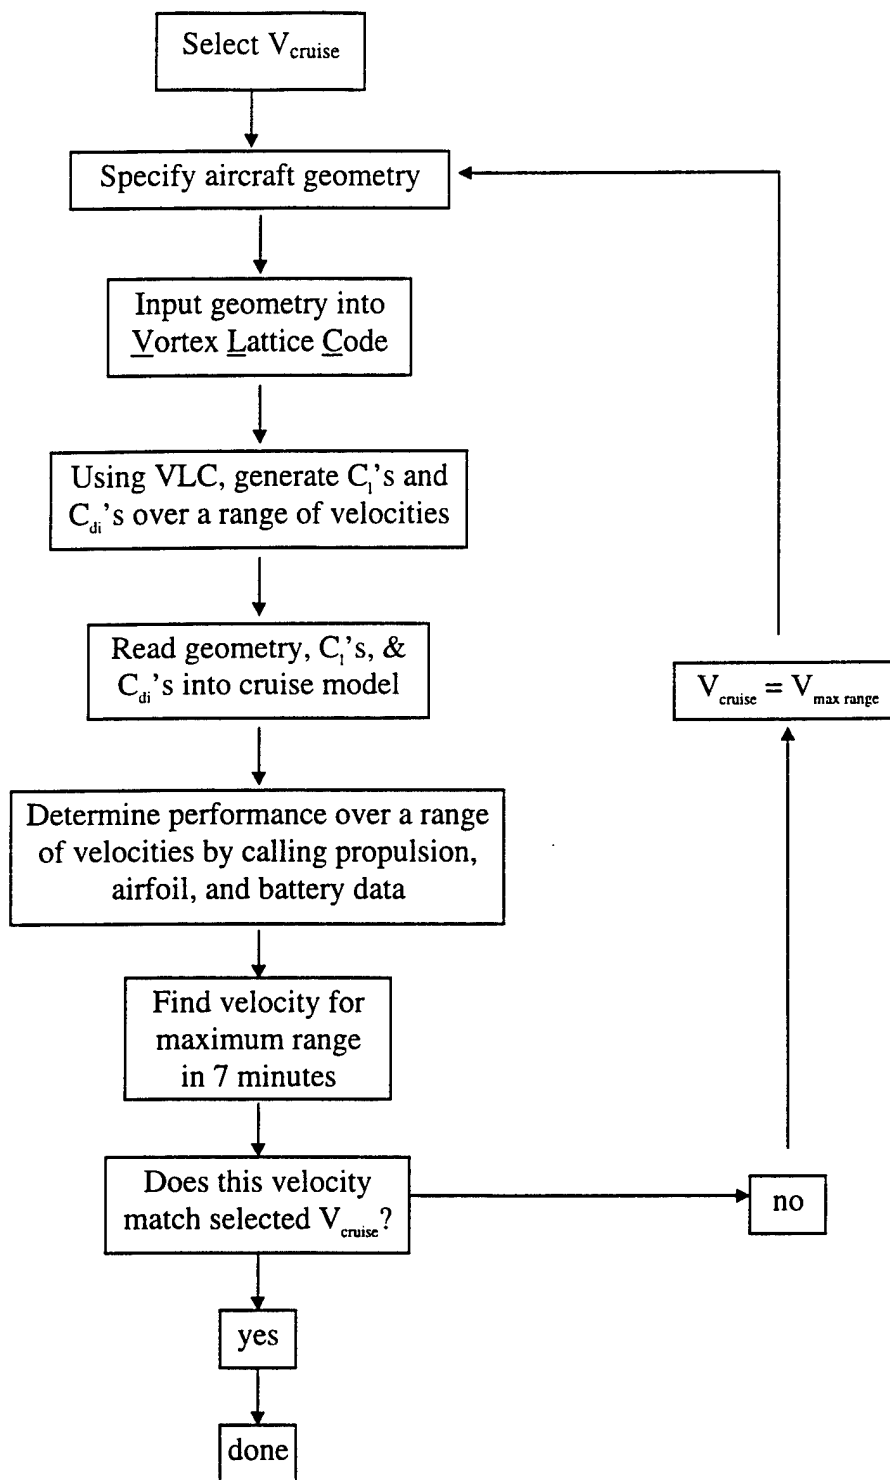 Select V_cruise
Specify aircraft geometry
Input geometry into
Vortex Lattice Code
Using VLC, generate C_l's and
C_di's over a range of velocities
Read geometry, C_l's, &
C_di's into cruise model
V_cruise = V_max range
Determine performance over a range
of velocities by calling propulsion,
airfoil, and battery data
Find velocity for
maximum range
in 7 minutes
Does this velocity
match selected V_cruise?
no
yes
done